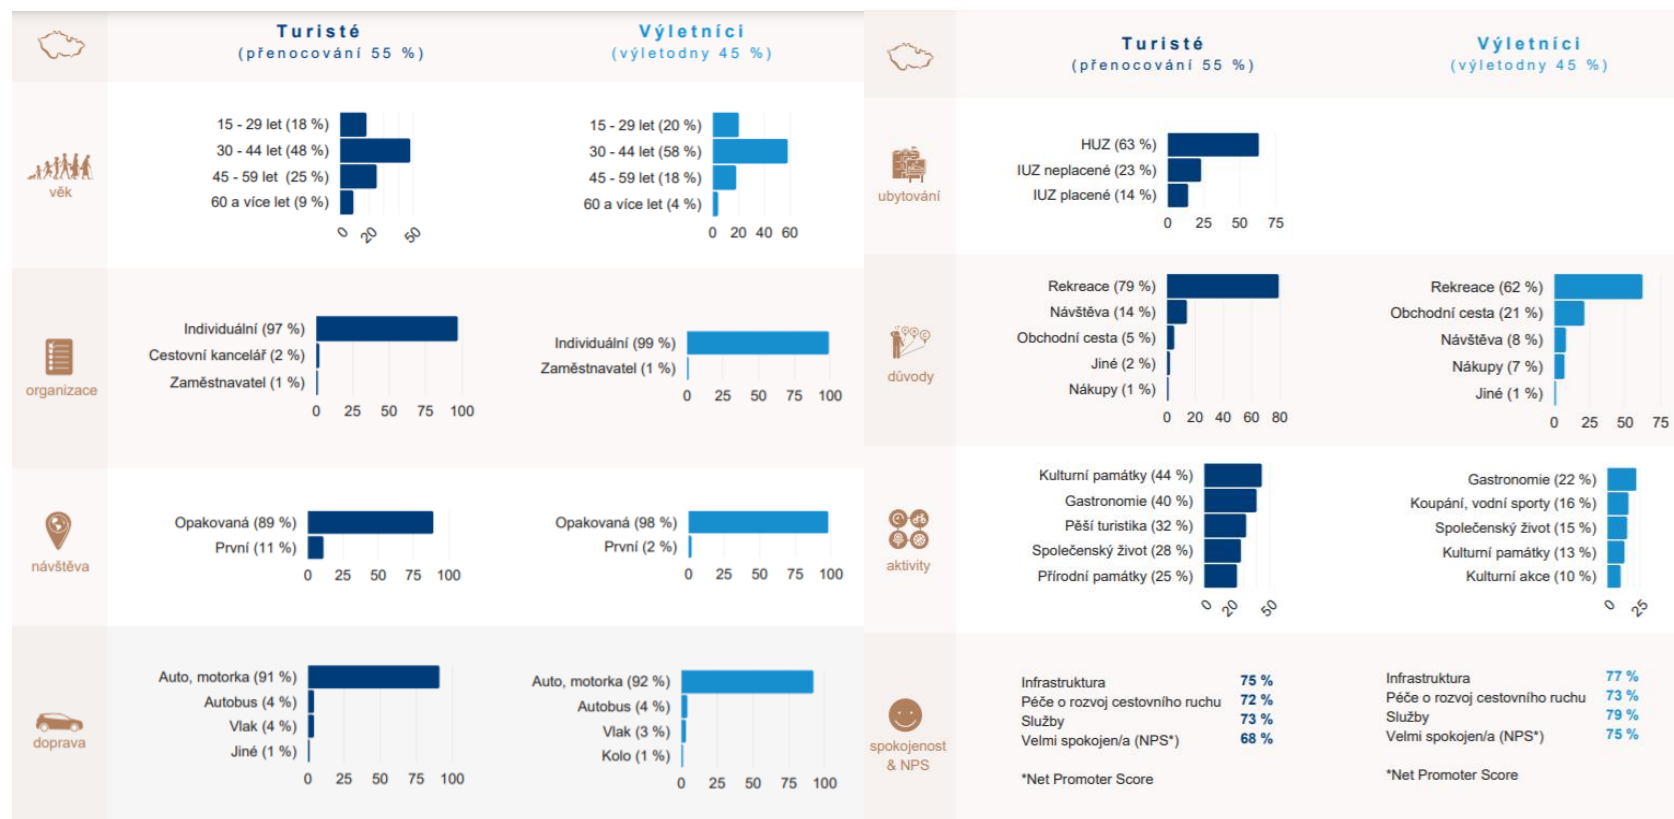 Turisté
(přenocování 55 %)
Výletníci
(výletodny 45 %)
věk
15 - 29 let (18 %)
30 - 44 let (48 %)
45 - 59 let (25 %)
60 a více let (9 %)
0 20 50
15 - 29 let (20 %)
30 - 44 let (58 %)
45 - 59 let (18 %)
60 a více let (4 %)
0 20 40 60
organizace
Individuální (97 %)
Cestovní kancelář (2 %)
Zaměstnavatel (1 %)
0 25 50 75 100
Individuální (99 %)
Zaměstnavatel (1 %)
0 25 50 75 100
návštěva
Opakovaná (89 %)
První (11 %)
0 25 50 75 100
Opakovaná (98 %)
První (2 %)
0 25 50 75 100
doprava
Auto, motorka (91 %)
Autobus (4 %)
Vlak (4 %)
Jiné (1 %)
0 25 50 75 100
Auto, motorka (92 %)
Autobus (4 %)
Vlak (3 %)
Kolo (1 %)
0 25 50 75 100
Turisté
(přenocování 55 %)
Výletníci
(výletodny 45 %)
ubytování
HUZ (63 %)
IUZ neplacené (23 %)
IUZ placené (14 %)
0 25 50 75
důvody
Rekreace (79 %)
Návštěva (14 %)
Obchodní cesta (5 %)
Jiné (2 %)
Nákupy (1 %)
0 20 40 60 80
Rekreace (62 %)
Obchodní cesta (21 %)
Návštěva (8 %)
Nákupy (7 %)
Jiné (1 %)
0 25 50 75
aktivity
Kulturní památky (44 %)
Gastronomie (40 %)
Pěší turistika (32 %)
Společenský život (28 %)
Přírodní památky (25 %)
0 20 50
Gastronomie (22 %)
Koupání, vodní sporty (16 %)
Společenský život (15 %)
Kulturní památky (13 %)
Kulturní akce (10 %)
0 25
spokojenost
& NPS
Infrastruktura 75 %
Péče o rozvoj cestovního ruchu 72 %
Služby 73 %
Velmi spokojen/a (NPS*) 68 %
*Net Promoter Score
Infrastruktura 77 %
Péče o rozvoj cestovního ruchu 73 %
Služby 79 %
Velmi spokojen/a (NPS*) 75 %
*Net Promoter Score